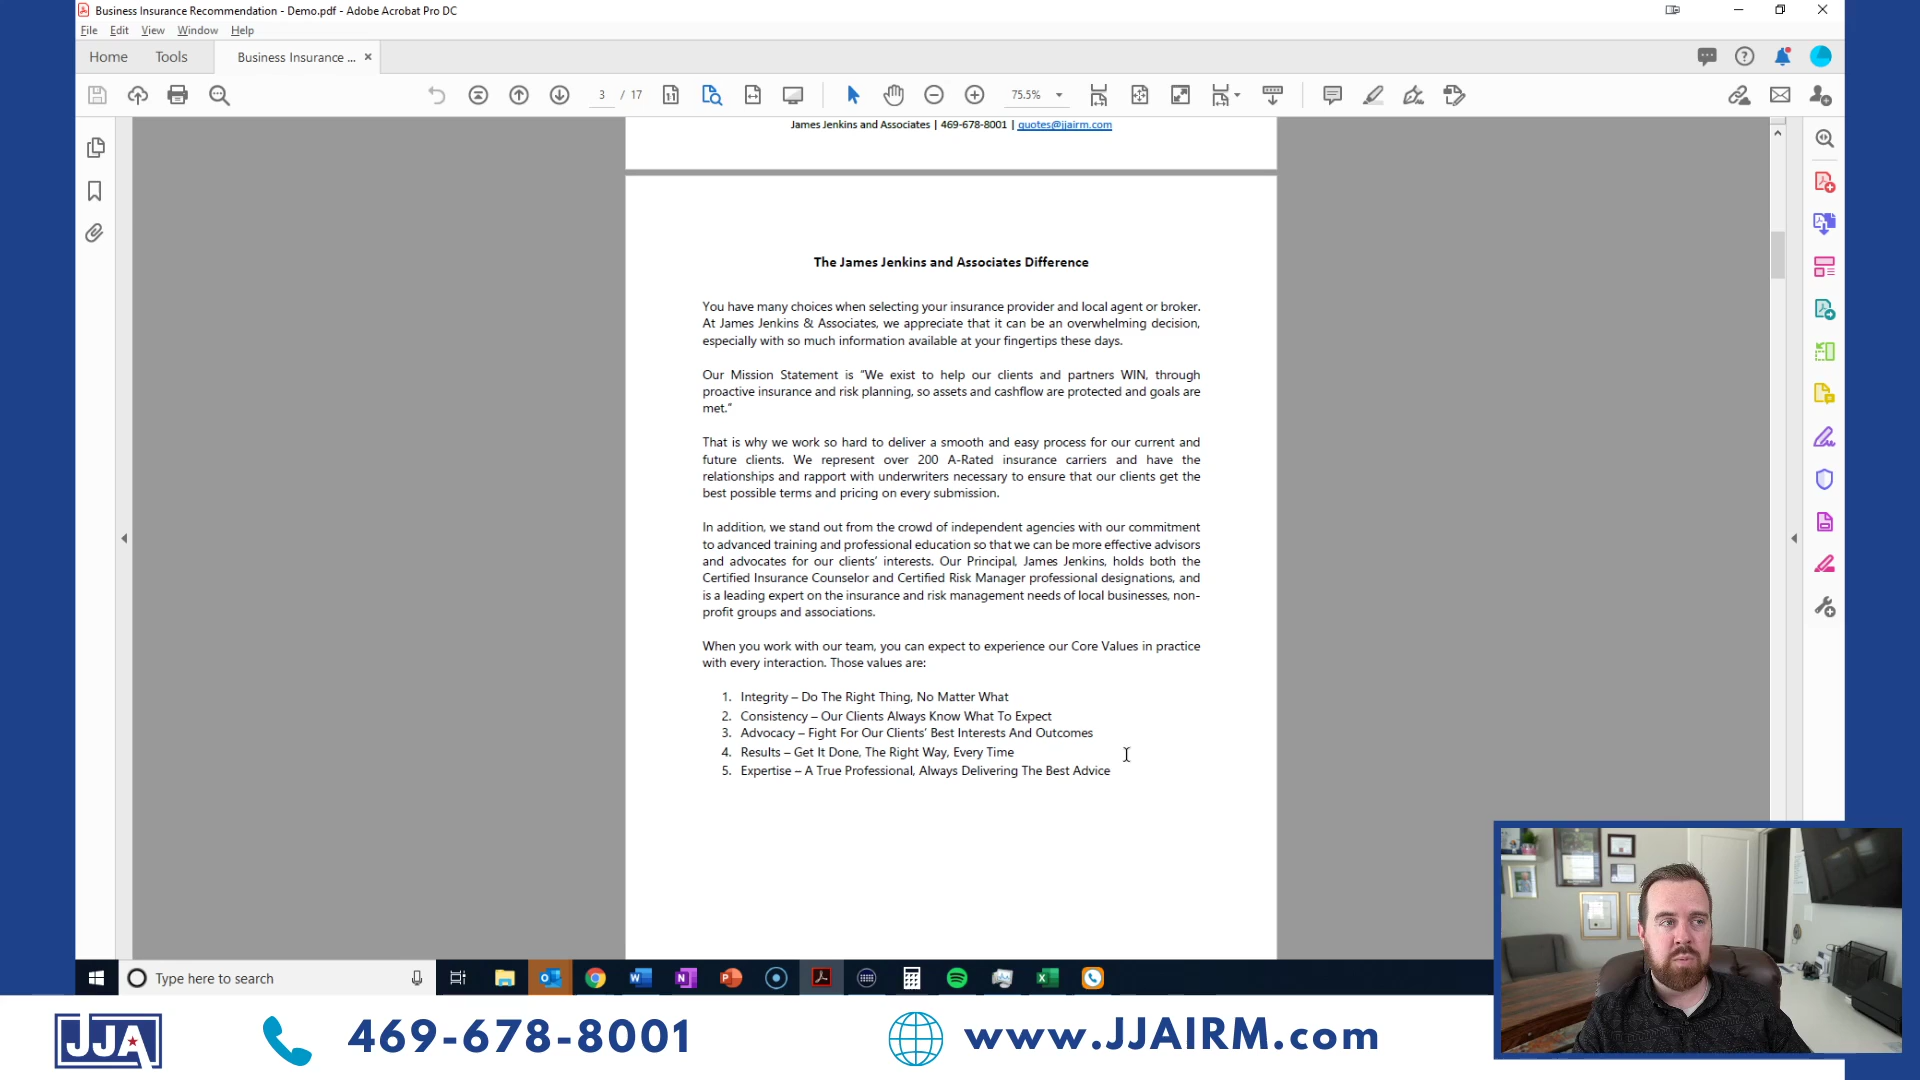 Business Insurance Recommendation - Demo.pdf - Adobe Acrobat Pro DC
File Edit View Window Help
Home Tools Business Insurance ... ×
3 / 17 75.5%
James Jenkins and Associates | 469-678-8001 | quotes@jjairm.com
The James Jenkins and Associates Difference
You have many choices when selecting your insurance provider and local agent or broker.
At James Jenkins & Associates, we appreciate that it can be an overwhelming decision,
especially with so much information available at your fingertips these days.
Our Mission Statement is “We exist to help our clients and partners WIN, through
proactive insurance and risk planning, so assets and cashflow are protected and goals are
met.”
That is why we work so hard to deliver a smooth and easy process for our current and
future clients. We represent over 200 A-Rated insurance carriers and have the
relationships and rapport with underwriters necessary to ensure that our clients get the
best possible terms and pricing on every submission.
In addition, we stand out from the crowd of independent agencies with our commitment
to advanced training and professional education so that we can be more effective advisors
and advocates for our clients’ interests. Our Principal, James Jenkins, holds both the
Certified Insurance Counselor and Certified Risk Manager professional designations, and
is a leading expert on the insurance and risk management needs of local businesses, non-
profit groups and associations.
When you work with our team, you can expect to experience our Core Values in practice
with every interaction. Those values are:
1. Integrity – Do The Right Thing, No Matter What
2. Consistency – Our Clients Always Know What To Expect
3. Advocacy – Fight For Our Clients’ Best Interests And Outcomes
4. Results – Get It Done, The Right Way, Every Time
5. Expertise – A True Professional, Always Delivering The Best Advice
Type here to search
JJA 469-678-8001 www.JJAIRM.com